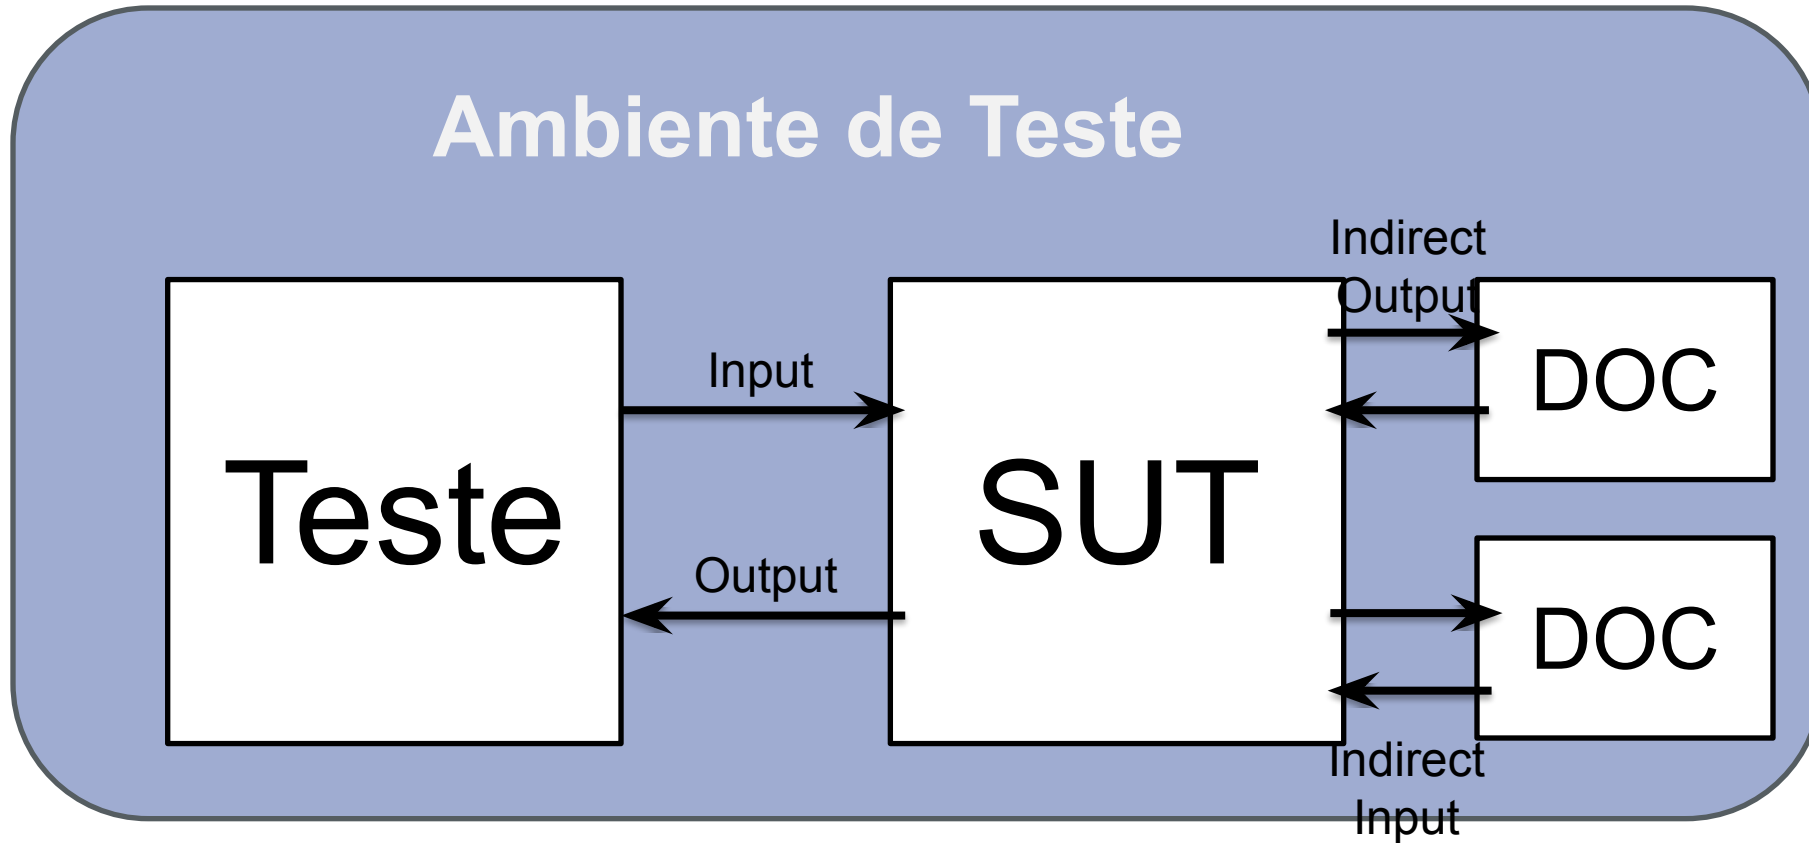 Ambiente de Teste
Indirect
Output
Input
Teste
Output
SUT
DOC
DOC
Indirect
Input